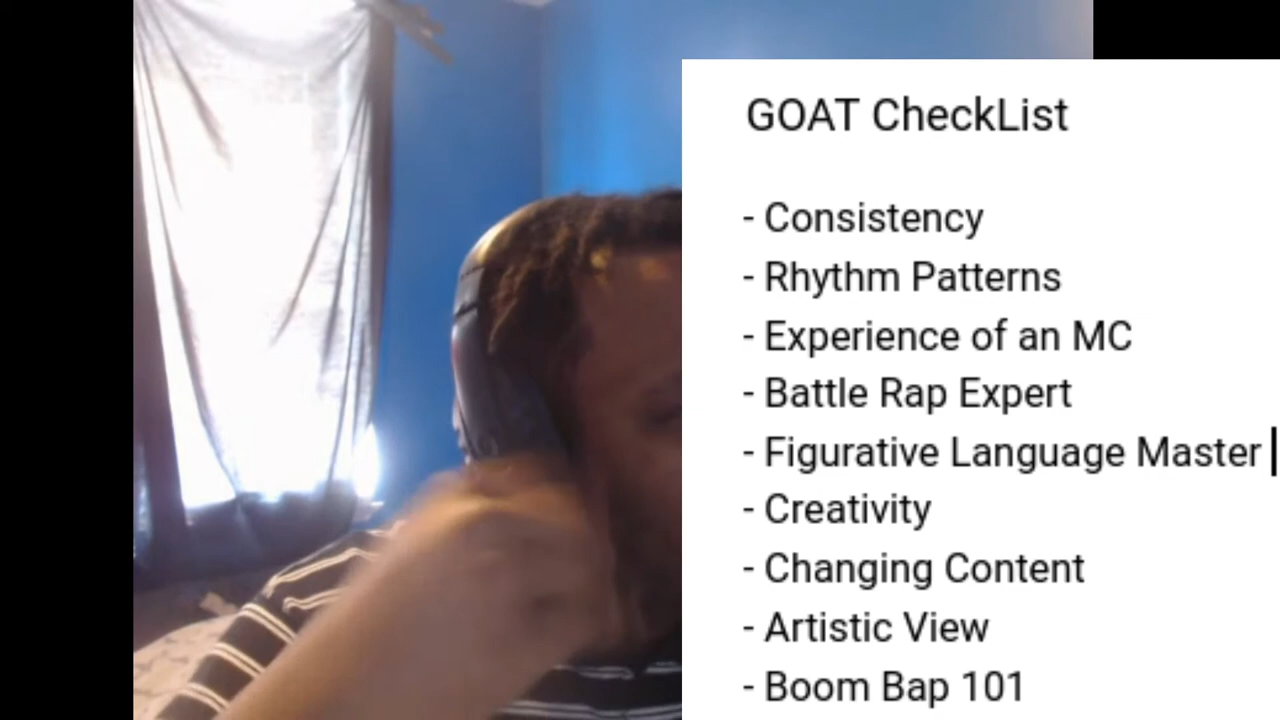 GOAT CheckList
- Consistency
- Rhythm Patterns
- Experience of an MC
- Battle Rap Expert
- Figurative Language Master
- Creativity
- Changing Content
- Artistic View
- Boom Bap 101